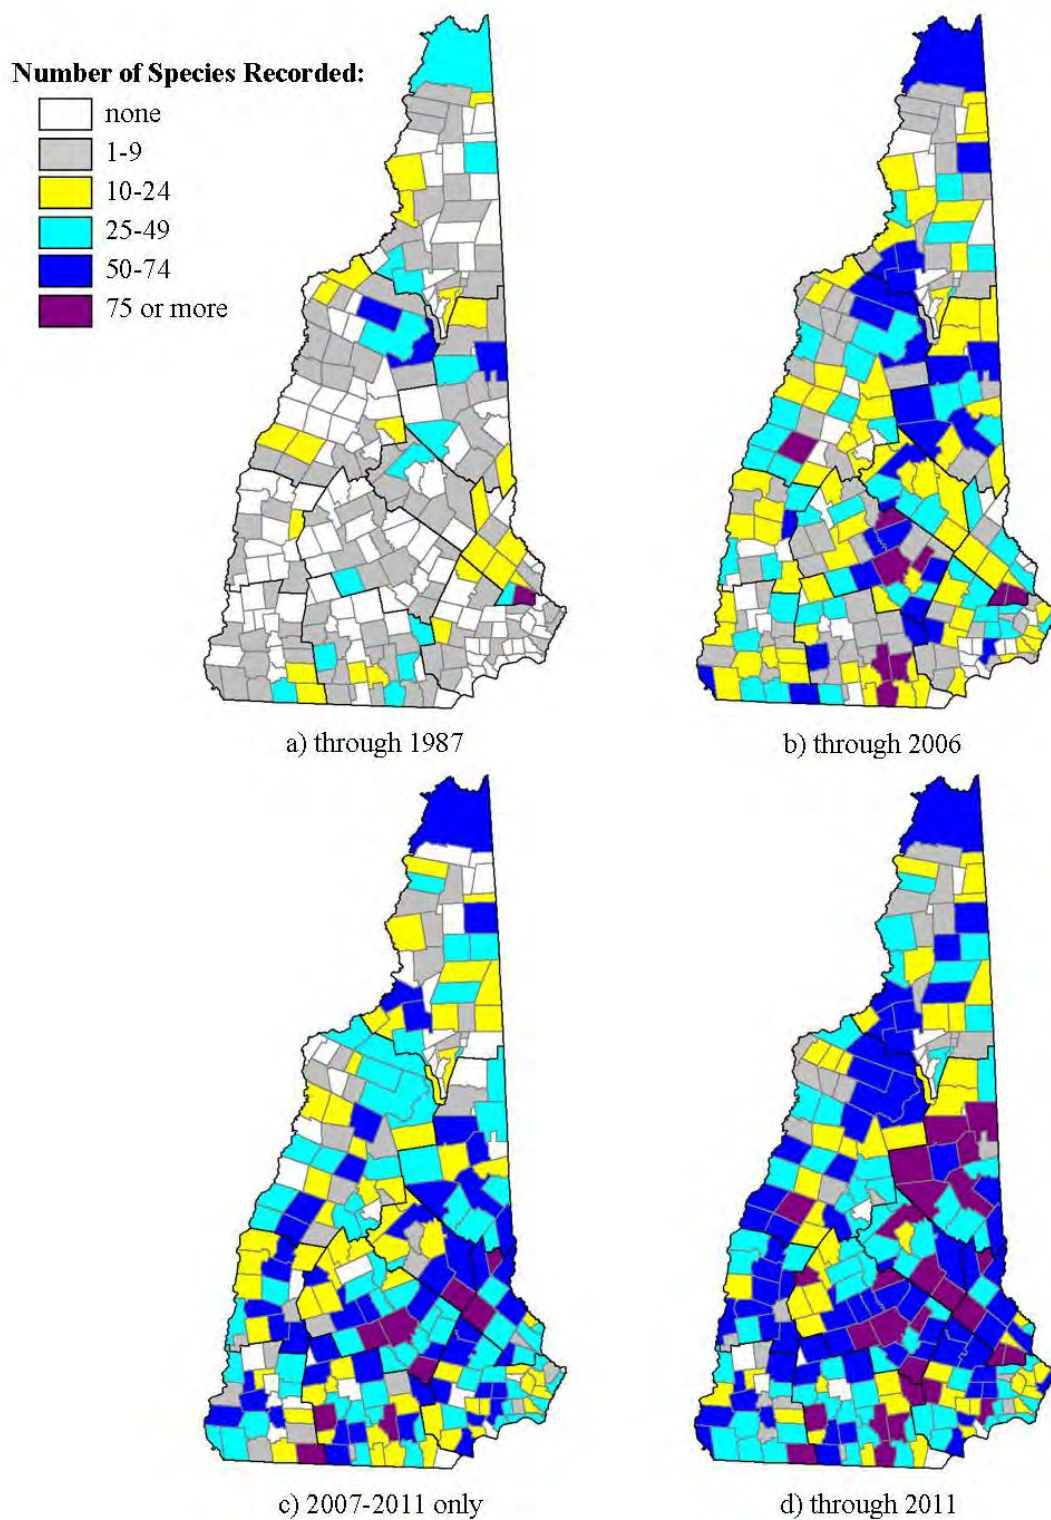 Number of Species Recorded:
none
1-9
10-24
25-49
50-74
75 or more
a) through 1987
b) through 2006
c) 2007-2011 only
d) through 2011